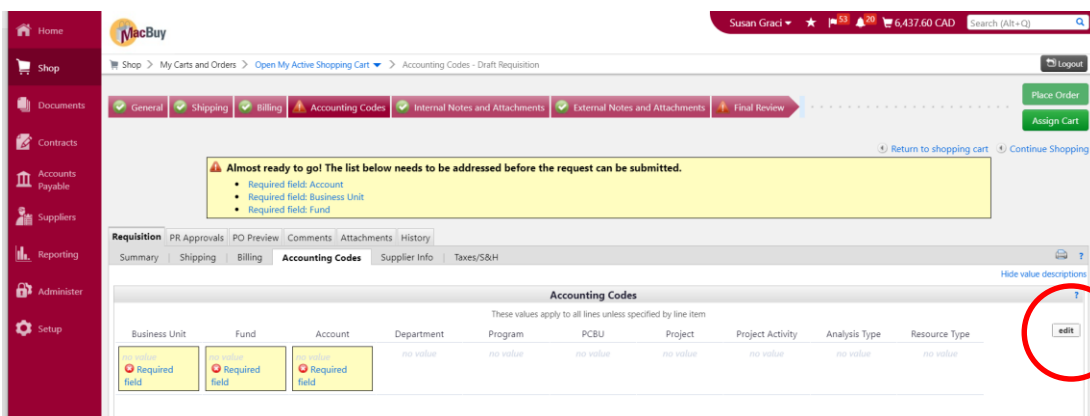 Home
MacBuy
Susan Graci ★ 53 20 6,437.60 CAD Search (Alt+Q)
Shop
Shop > My Carts and Orders > Open My Active Shopping Cart > Accounting Codes - Draft Requisition
Logout
Documents
General Shipping Billing Accounting Codes Internal Notes and Attachments External Notes and Attachments Final Review
Place Order
Assign Cart
Contracts
Return to shopping cart Continue Shopping
Accounts Payable
Almost ready to go! The list below needs to be addressed before the request can be submitted.
• Required field: Account
• Required field: Business Unit
• Required field: Fund
Suppliers
Requisition PR Approvals PO Preview Comments Attachments History
Reporting
Summary Shipping Billing Accounting Codes Supplier Info Taxes/S&H ?
Hide value descriptions
Administer
Accounting Codes ?
These values apply to all lines unless specified by line item
Setup
edit
Business Unit Fund Account Department Program PCBU Project Project Activity Analysis Type Resource Type
no value no value no value no value no value no value no value no value no value no value
Required field Required field Required field